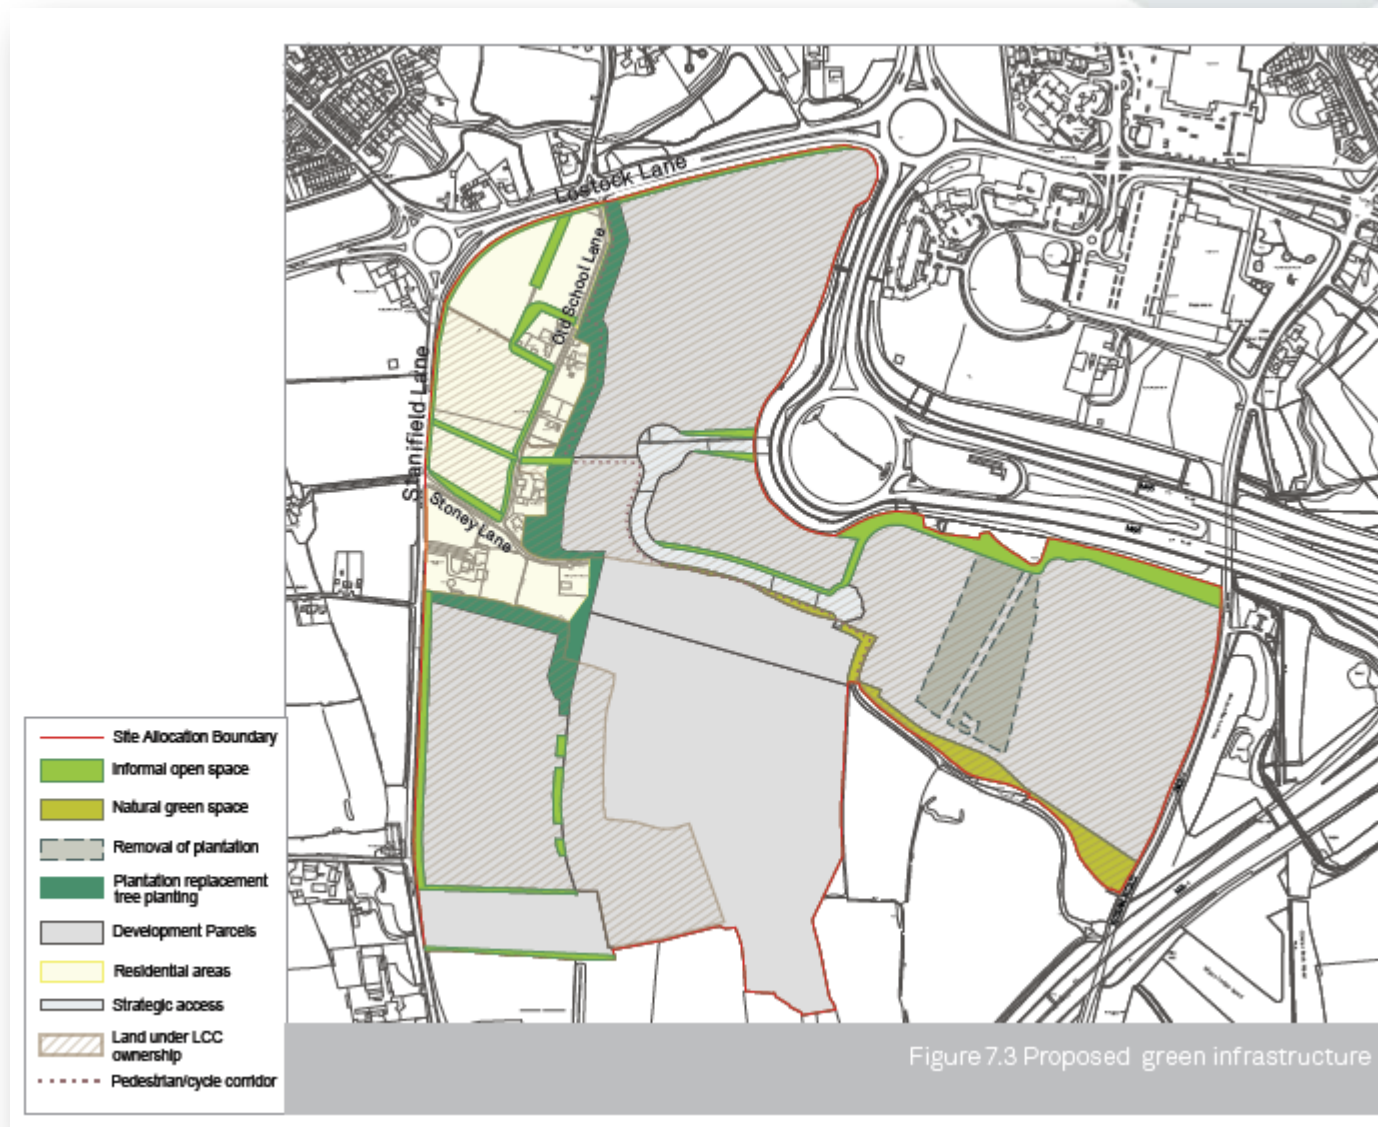 Lostock Lane
Old School Lane
Stanifield Lane
Stoney Lane
Site Allocation Boundary
Informal open space
Natural green space
Removal of plantation
Plantation replacement
tree planting
Development Parcels
Residential areas
Strategic access
Land under LCC
ownership
Pedestrian/cycle corridor
Figure 7.3 Proposed green infrastructure